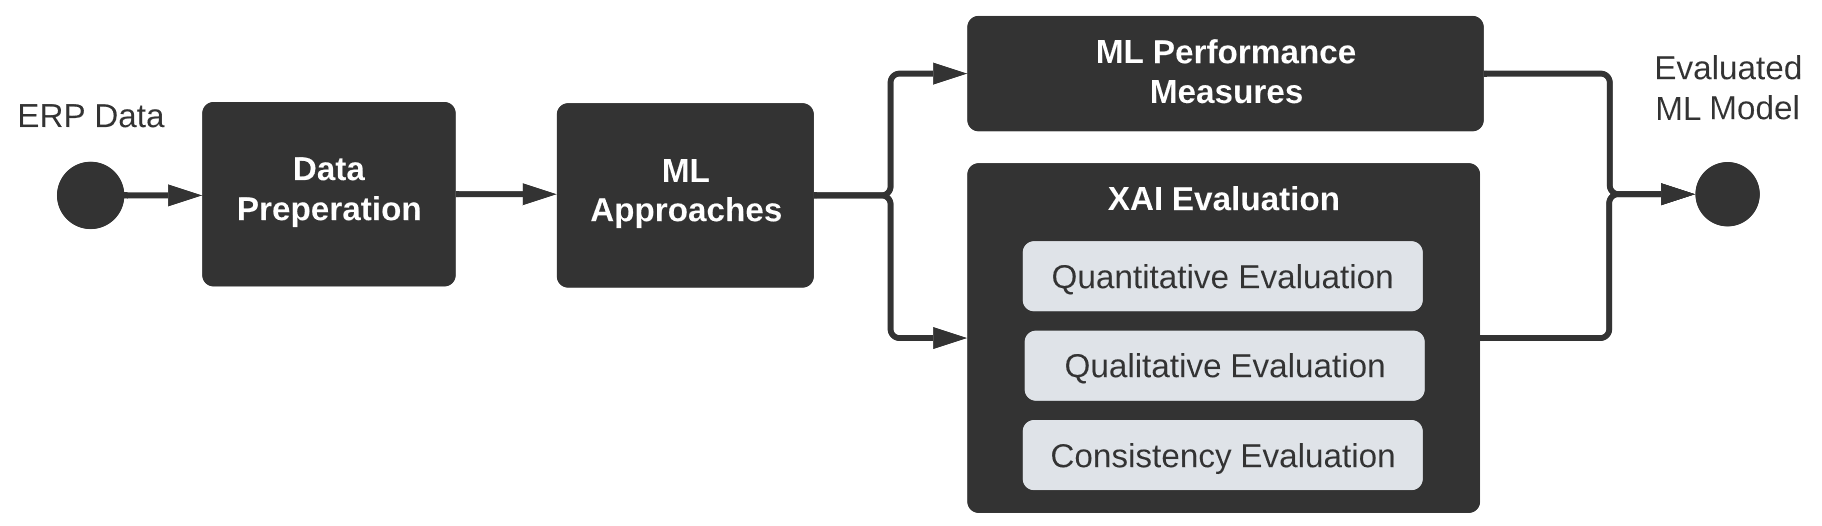 ERP Data
Data
Preperation
ML
Approaches
ML Performance
Measures
XAI Evaluation
Quantitative Evaluation
Qualitative Evaluation
Consistency Evaluation
Evaluated
ML Model